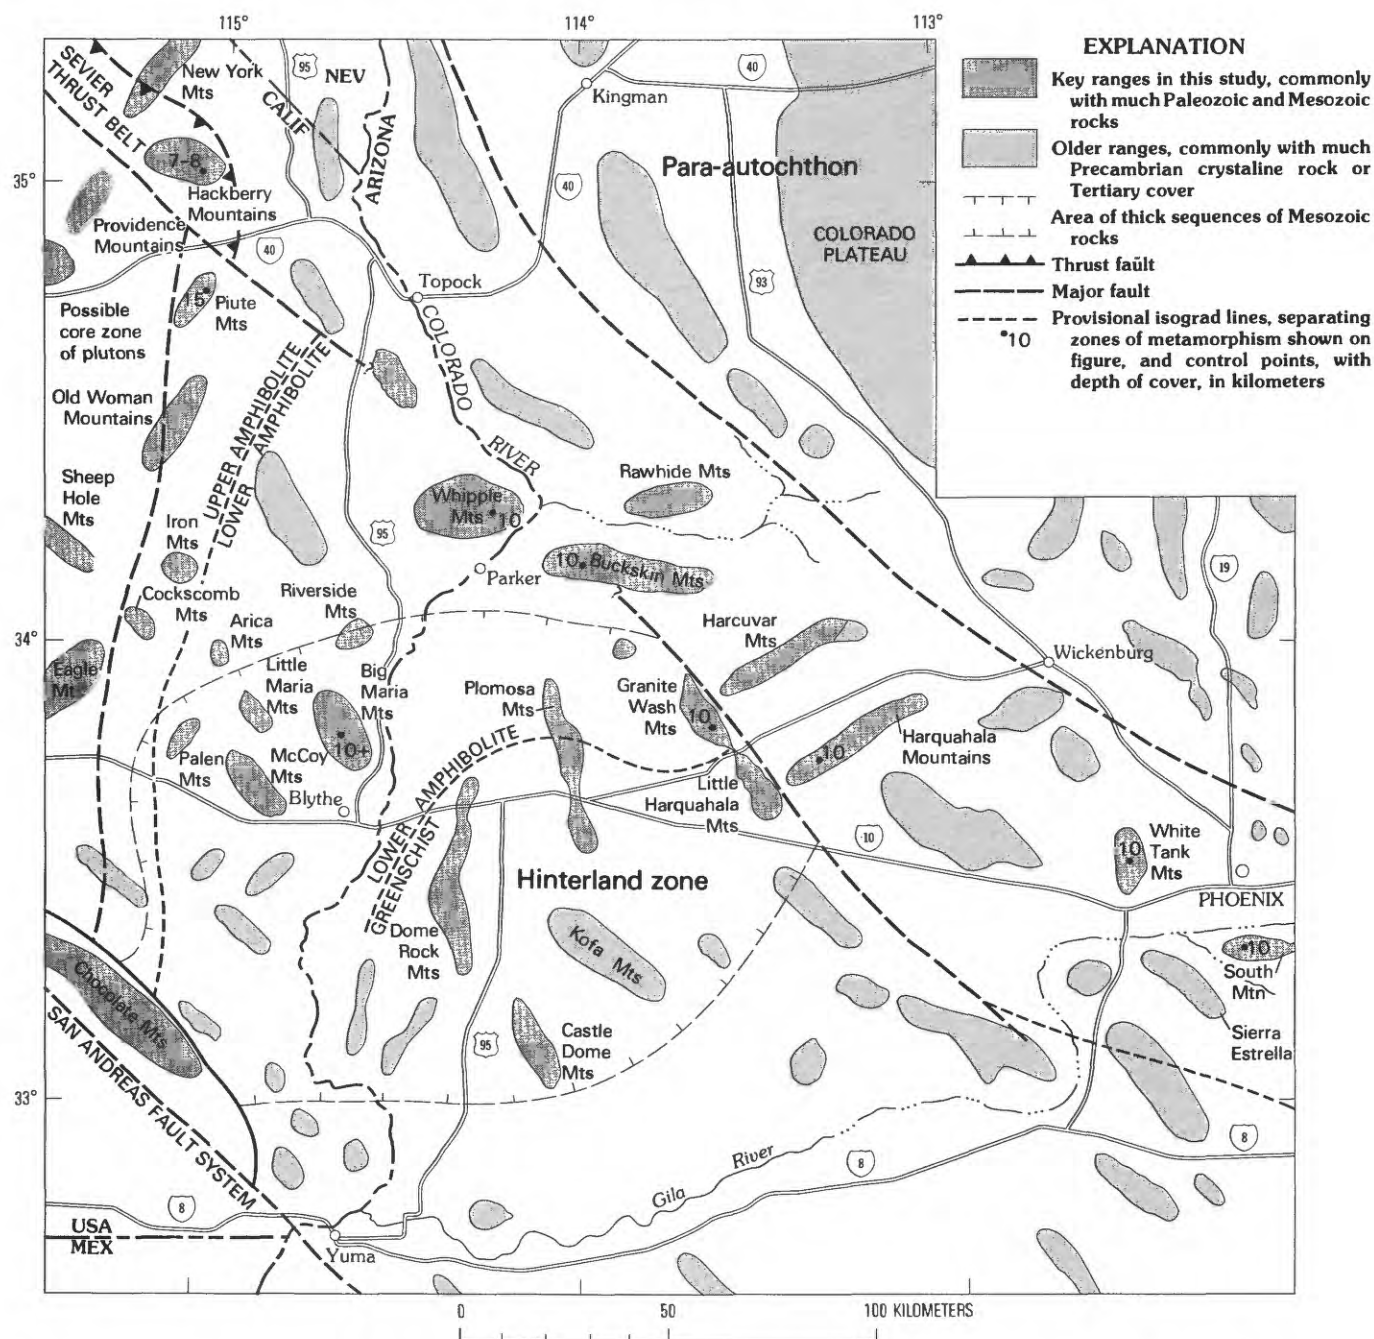 115°
114°
113°
SEVIER
THRUST BELT
New York
Mts
95
NEV
CALIF
ARIZONA
40
Kingman
Para-autochthon
40
COLORADO
PLATEAU
93
35°
7-8
Hackberry
Mountains
Providence
Mountains
40
Topock
15
Piute
Mts
Possible
core zone
of plutons
COLORADO
RIVER
UPPER AMPHIBOLITE
LOWER AMPHIBOLITE
Old Woman
Mountains
Sheep
Hole
Mts
Iron
Mts
95
Whipple
Mts
10
Rawhide Mts
Parker
10
Buckskin Mts
19
Cockscomb
Mts
Riverside
Mts
Arica
Mts
34°
Harcuvar
Mts
Wickenburg
Eagle
Mt
Little
Maria
Mts
Big
Maria
Mts
Plomosa
Mts
Granite
Wash
Mts
10
Harquahala
Mountains
10
10+
Palen
Mts
McCoy
Mts
Blythe
LOWER AMPHIBOLITE
GREENSCHIST
Little
Harquahala
Mts
10
White
Tank
Mts
10
PHOENIX
Hinterland zone
Dome
Rock
Mts
Kofa Mts
10
South
Mtn
Sierra
Estrella
Chocolate Mts
SAN ANDREAS FAULT SYSTEM
95
Castle
Dome
Mts
33°
8
8
8
Gila
River
USA
MEX
Yuma
0
50
100 KILOMETERS
EXPLANATION
Key ranges in this study, commonly
with much Paleozoic and Mesozoic
rocks
Older ranges, commonly with much
Precambrian crystaline rock or
Tertiary cover
Area of thick sequences of Mesozoic
rocks
Thrust fault
Major fault
Provisional isograd lines, separating
•10 zones of metamorphism shown on
figure, and control points, with
depth of cover, in kilometers